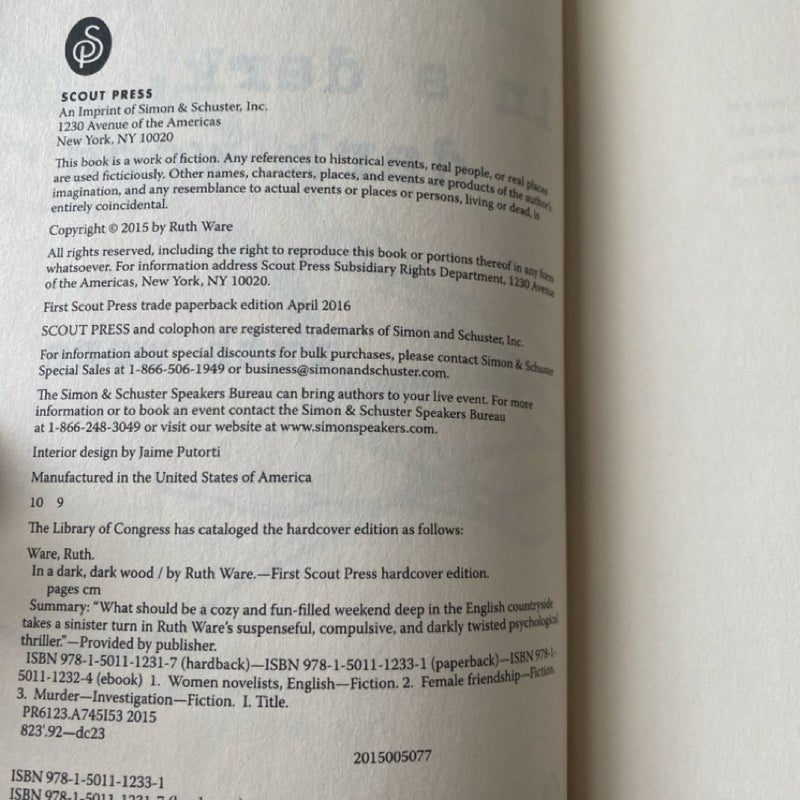 SP
SCOUT PRESS
An Imprint of Simon & Schuster, Inc.
1230 Avenue of the Americas
New York, NY 10020
This book is a work of fiction. Any references to historical events, real people, or real places
are used ficticiously. Other names, characters, places, and events are products of the author's
imagination, and any resemblance to actual events or places or persons, living or dead, is
entirely coincidental.
Copyright © 2015 by Ruth Ware
All rights reserved, including the right to reproduce this book or portions thereof in any form
whatsoever. For information address Scout Press Subsidiary Rights Department, 1230 Avenue
of the Americas, New York, NY 10020.
First Scout Press trade paperback edition April 2016
SCOUT PRESS and colophon are registered trademarks of Simon and Schuster, Inc.
For information about special discounts for bulk purchases, please contact Simon & Schuster
Special Sales at 1-866-506-1949 or business@simonandschuster.com.
The Simon & Schuster Speakers Bureau can bring authors to your live event. For more
information or to book an event contact the Simon & Schuster Speakers Bureau
at 1-866-248-3049 or visit our website at www.simonspeakers.com.
Interior design by Jaime Putorti
Manufactured in the United States of America
10 9
The Library of Congress has cataloged the hardcover edition as follows:
Ware, Ruth.
In a dark, dark wood / by Ruth Ware.—First Scout Press hardcover edition.
pages cm
Summary: “What should be a cozy and fun-filled weekend deep in the English countryside
takes a sinister turn in Ruth Ware’s suspenseful, compulsive, and darkly twisted psychological
thriller.”—Provided by publisher.
ISBN 978-1-5011-1231-7 (hardback)—ISBN 978-1-5011-1233-1 (paperback)—ISBN 978-1-
5011-1232-4 (ebook) 1. Women novelists, English—Fiction. 2. Female friendship—Fiction.
3. Murder—Investigation—Fiction. I. Title.
PR6123.A745I53 2015
823'.92—dc23
2015005077
ISBN 978-1-5011-1233-1
ISBN 978-1-5011-1231-7